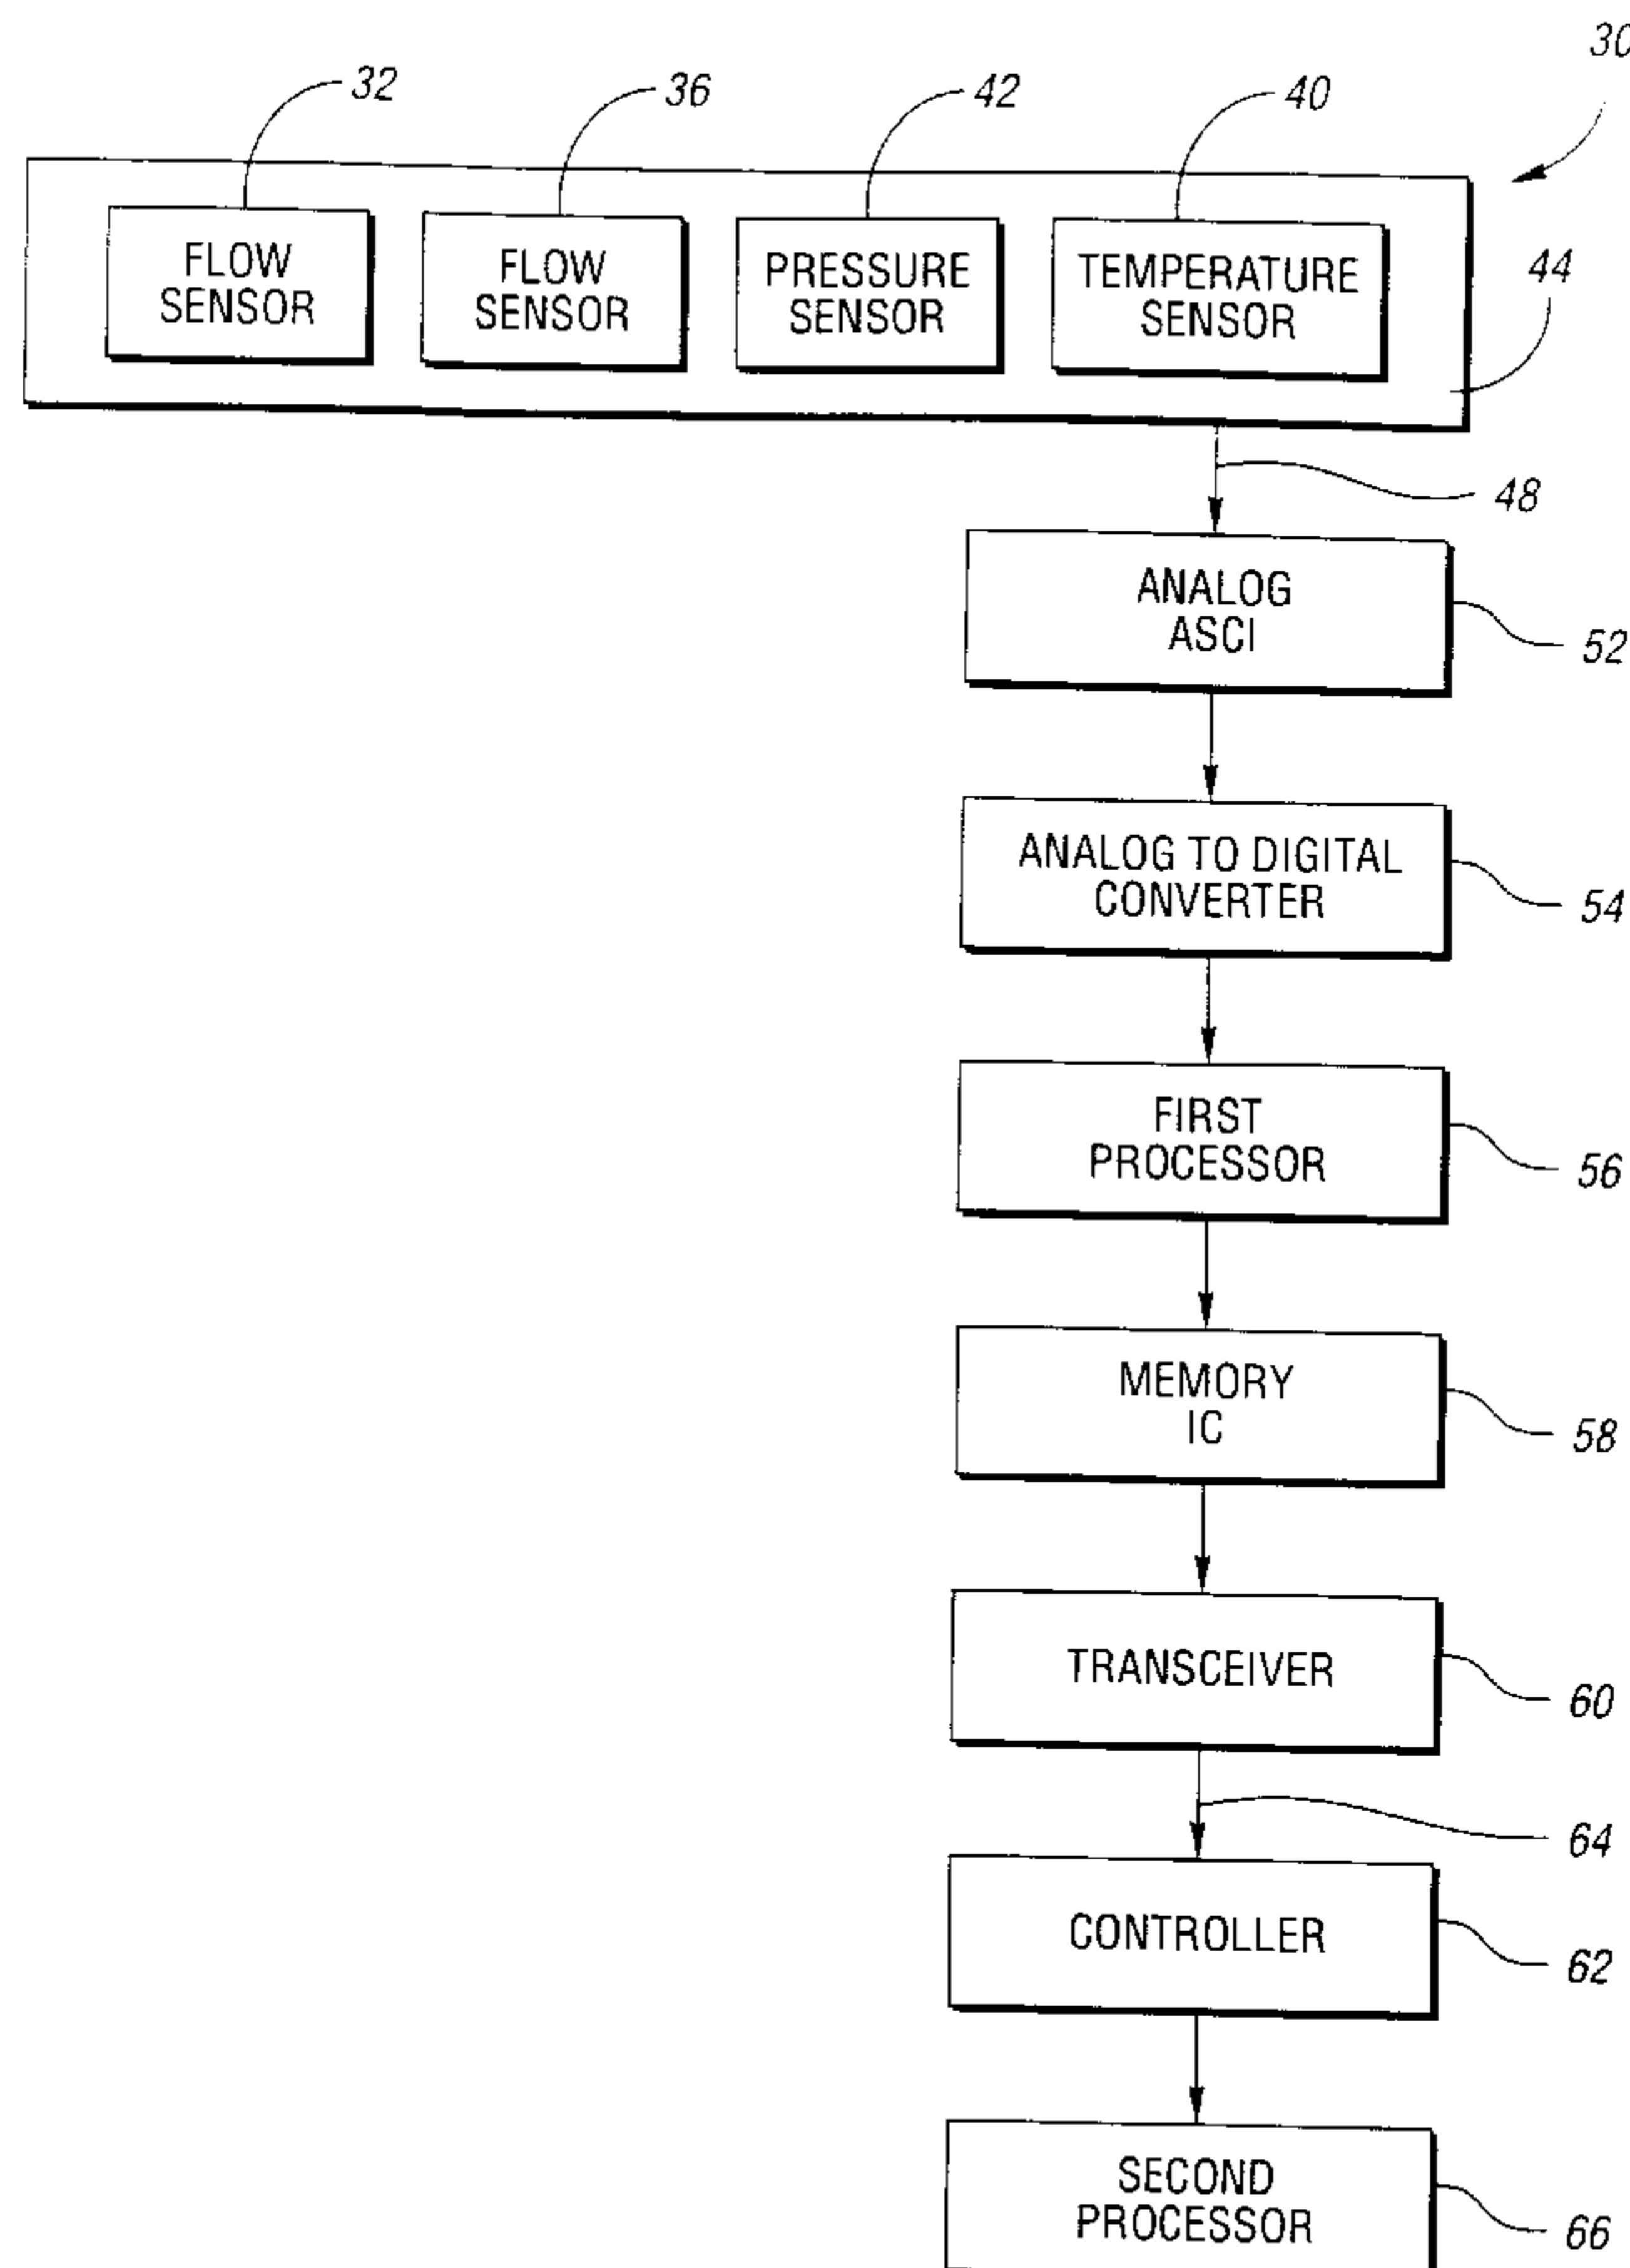 30
32
36
42
40
FLOW
SENSOR
FLOW
SENSOR
PRESSURE
SENSOR
TEMPERATURE
SENSOR
44
48
ANALOG
ASCI
52
ANALOG TO DIGITAL
CONVERTER
54
FIRST
PROCESSOR
56
MEMORY
IC
58
TRANSCEIVER
60
64
CONTROLLER
62
SECOND
PROCESSOR
66